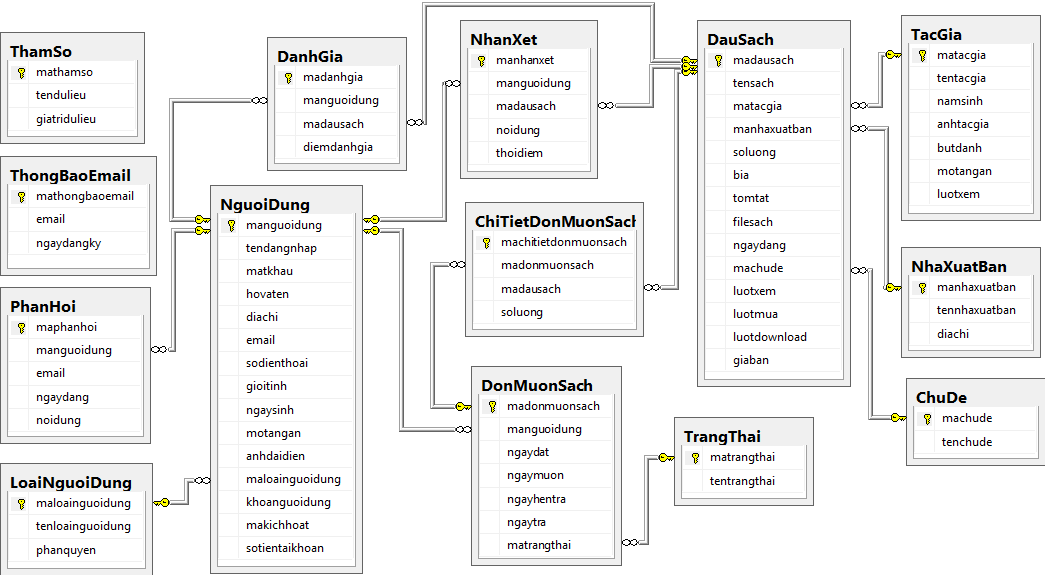 ThamSo
mathamso
tendulieu
giatridulieu
ThongBaoEmail
mathongbaoemail
email
ngaydangky
PhanHoi
maphanhoi
manguoidung
email
ngaydang
noidung
LoaiNguoiDung
maloainguoidung
tenloainguoidung
phanquyen
DanhGia
madanhgia
manguoidung
madausach
diemdanhgia
NguoiDung
manguoidung
tendangnhap
matkhau
hovaten
diachi
email
sodienthoai
gioitinh
ngaysinh
motangan
anhdaidien
maloainguoidung
khoanguoidung
makichhoat
sotientaikhoan
NhanXet
manhanxet
manguoidung
madausach
noidung
thoidiem
ChiTietDonMuonSach
machitietdonmuonsach
madonmuonsach
madausach
soluong
DonMuonSach
madonmuonsach
manguoidung
ngaydat
ngaymuon
ngayhentra
ngaytra
matrangthai
TrangThai
matrangthai
tentrangthai
DauSach
madausach
tensach
matacgia
manhaxuatban
soluong
bia
tomtat
filesach
ngaydang
machude
luotxem
luotmua
luotdownload
giaban
TacGia
matacgia
tentacgia
namsinh
anhtacgia
butdanh
motangan
luotxem
NhaXuatBan
manhaxuatban
tennhaxuatban
diachi
ChuDe
machude
tenchude